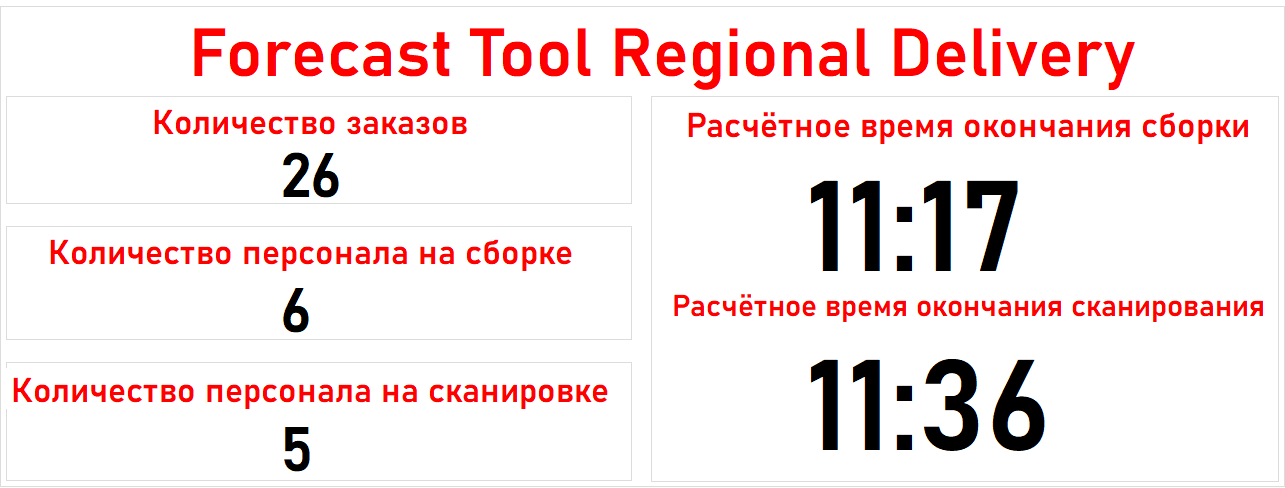 Forecast Tool Regional Delivery
Количество заказов
26
Количество персонала на сборке
6
Количество персонала на сканировке
5
Расчётное время окончания сборки
11:17
Расчётное время окончания сканирования
11:36